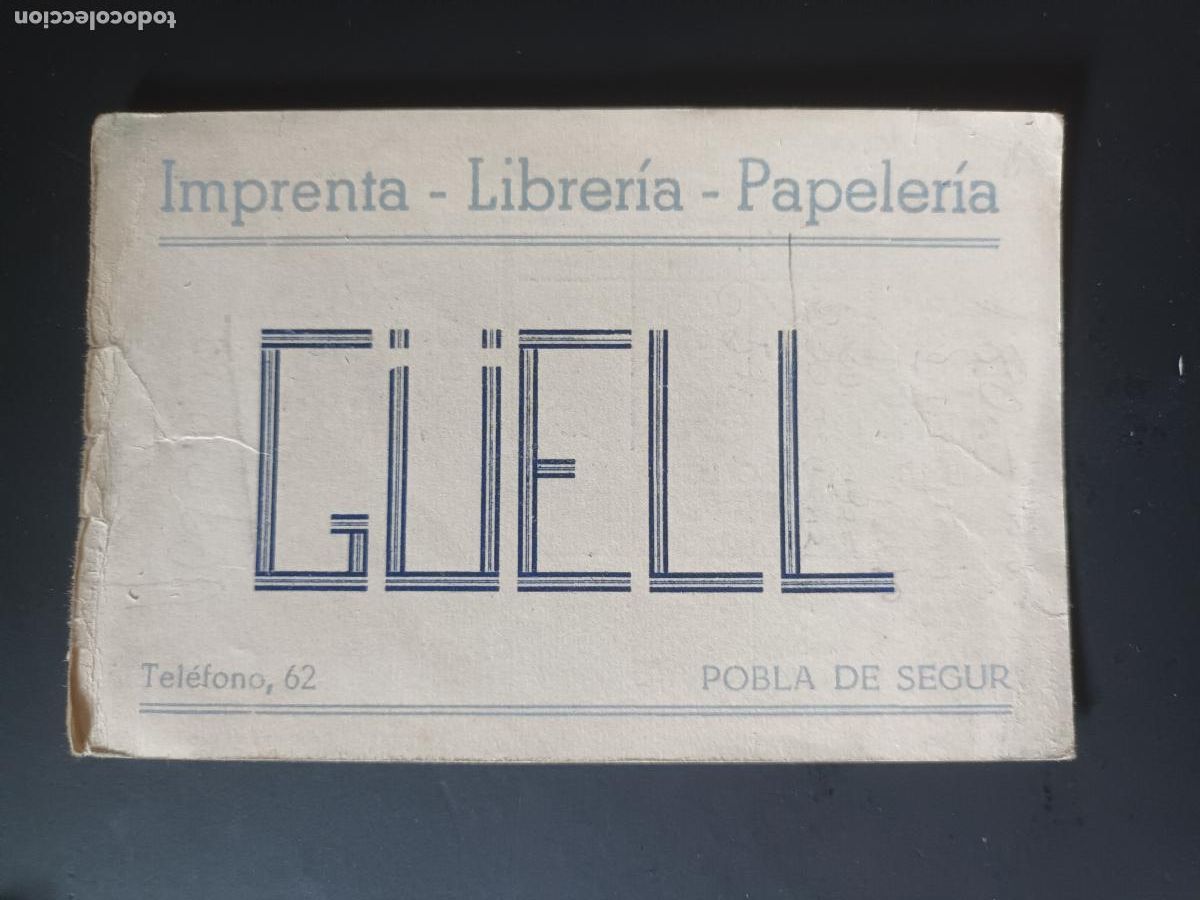 todocoleccion
Imprenta - Librería - Papelería
GÜELL
Teléfono, 62
POBLA DE SEGUR